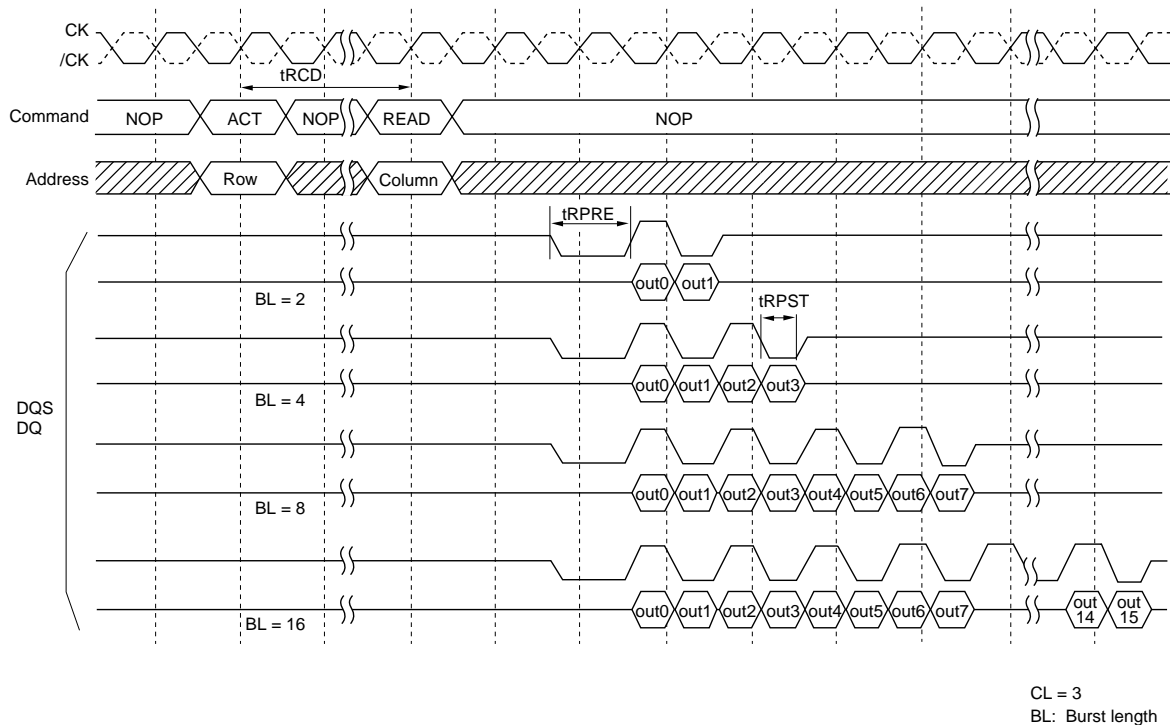 CK
/CK
tRCD
Command NOP ACT NOP READ NOP
Address Row Column
tRPRE
out0 out1
BL = 2
tRPST
out0 out1 out2 out3
BL = 4
DQS
DQ
out0 out1 out2 out3 out4 out5 out6 out7
BL = 8
out0 out1 out2 out3 out4 out5 out6 out7 out 14 out 15
BL = 16
CL = 3
BL: Burst length